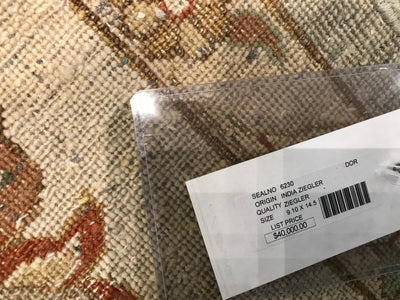 DOR
SEALNO 6230
ORIGIN INDIA ZIEGLER
QUALITY ZIEGLER
SIZE 9.10 X 14.5
LIST PRICE
$40,000.00